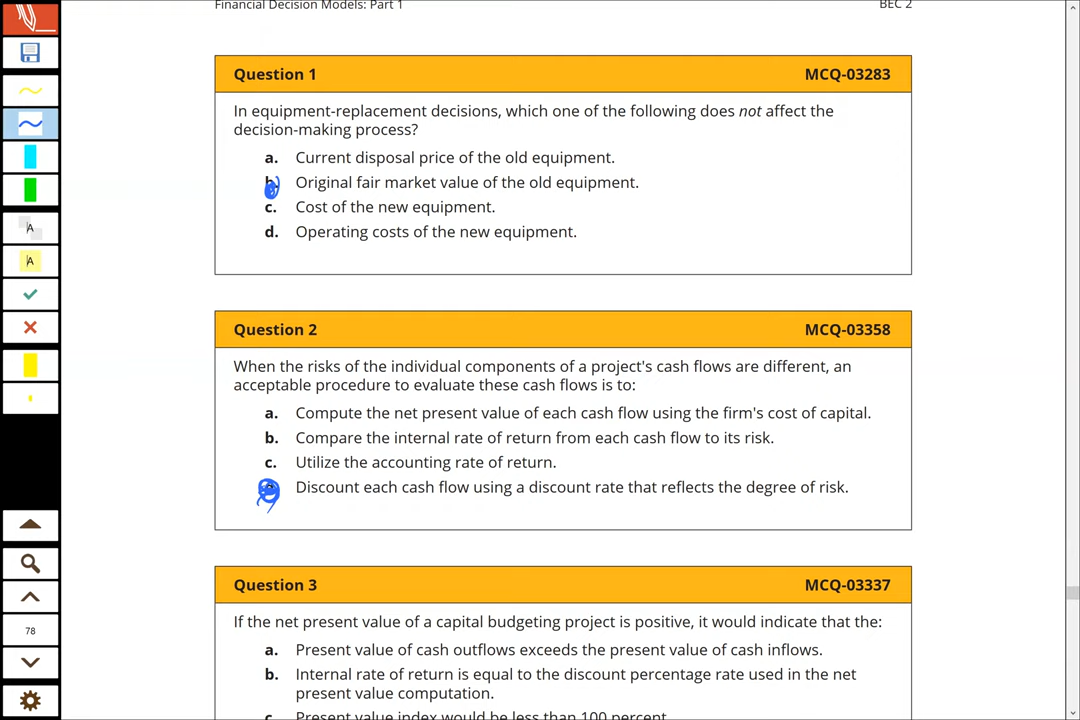 Financial Decision Models: Part 1 BEC 2
Question 1 MCQ-03283
In equipment-replacement decisions, which one of the following does not affect the
decision-making process?
a. Current disposal price of the old equipment.
Original fair market value of the old equipment.
c. Cost of the new equipment.
d. Operating costs of the new equipment.
Question 2 MCQ-03358
When the risks of the individual components of a project's cash flows are different, an
acceptable procedure to evaluate these cash flows is to:
a. Compute the net present value of each cash flow using the firm's cost of capital.
b. Compare the internal rate of return from each cash flow to its risk.
c. Utilize the accounting rate of return.
Discount each cash flow using a discount rate that reflects the degree of risk.
Question 3 MCQ-03337
If the net present value of a capital budgeting project is positive, it would indicate that the:
a. Present value of cash outflows exceeds the present value of cash inflows.
b. Internal rate of return is equal to the discount percentage rate used in the net
present value computation.
c. Present value index would be less than 100 percent.
A
A
78